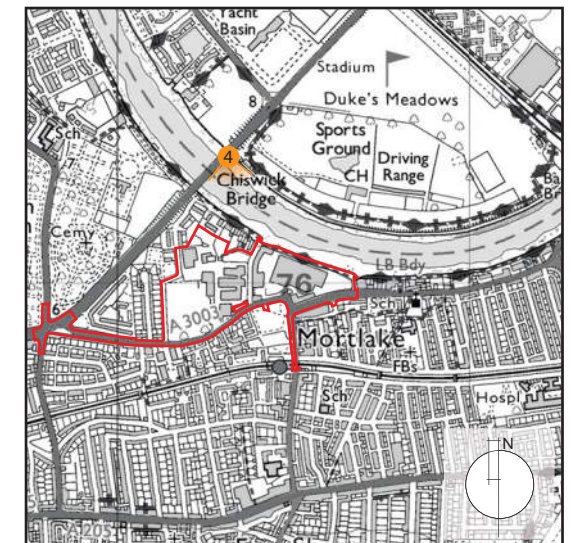 Yacht
Basin
Stadium
Duke's Meadows
8
Sports
Ground
Driving
Range
CH
4
Chiswick
Bridge
Sch
7
Cemy
LB Bdy
76
Sch
6
A 3003
Mortlake
FBs
Sch
Hospl
N
A 205